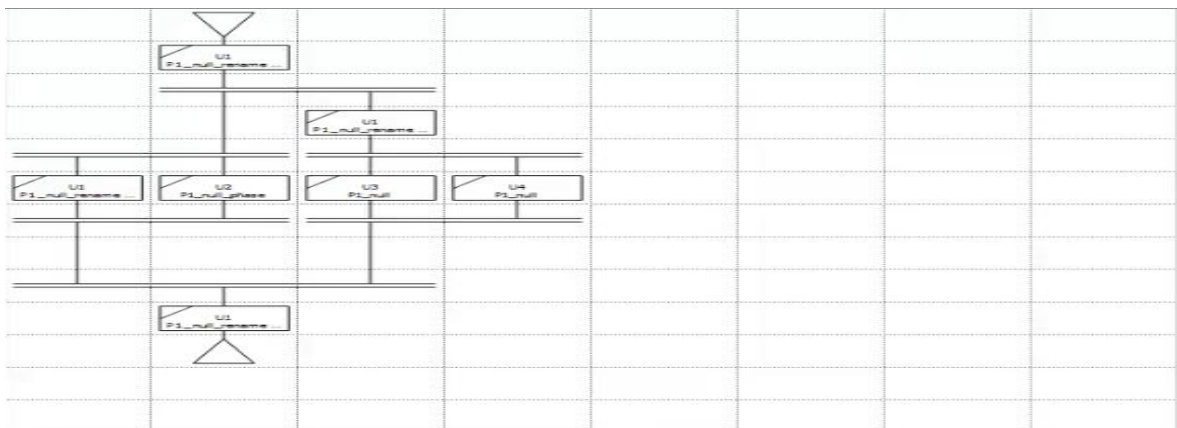 U1
P1_null_rename ...
U1
P1_null_rename ...
U1
P1_null_rename ...
U2
P1_null_phase
U3
P1_null
U4
P1_null
U1
P1_null_rename ...